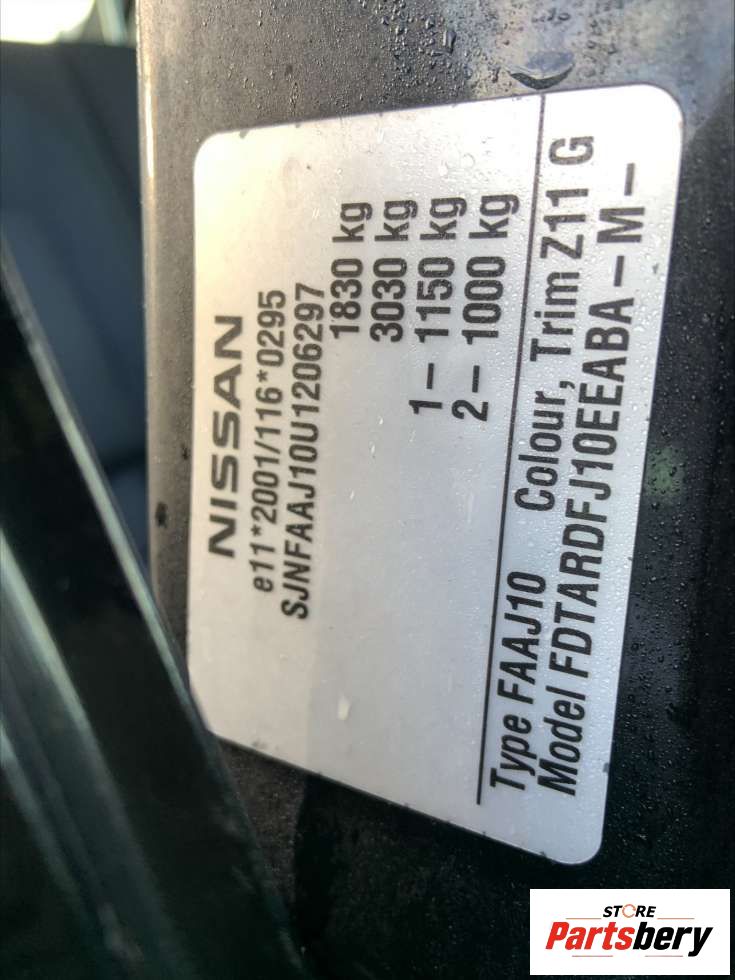 NISSAN
e11*2001/116*0295
SJNFAAJ10U1206297
1830 kg
3030 kg
1– 1150 kg
2– 1000 kg
Type FAAJ10 Colour, Trim Z11 G
Model FDTARDFJ10EEABA – M –
STORE
Partsbery